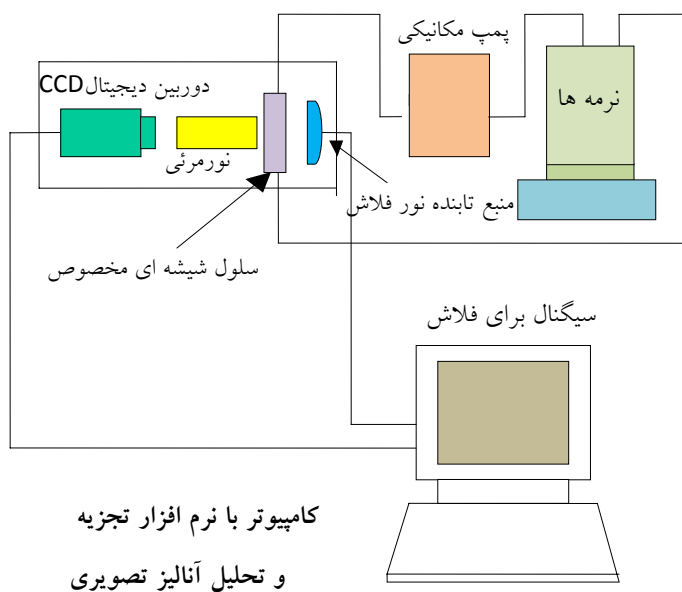 پمپ مکانیکی
دوربین دیجیتالCCD
نرمه ها
نورمرئی
منبع تابنده نور فلاش
سلول شیشه ای مخصوص
سیگنال برای فلاش
کامپیوتر با نرم افزار تجزیه
و تحلیل آنالیز تصویری